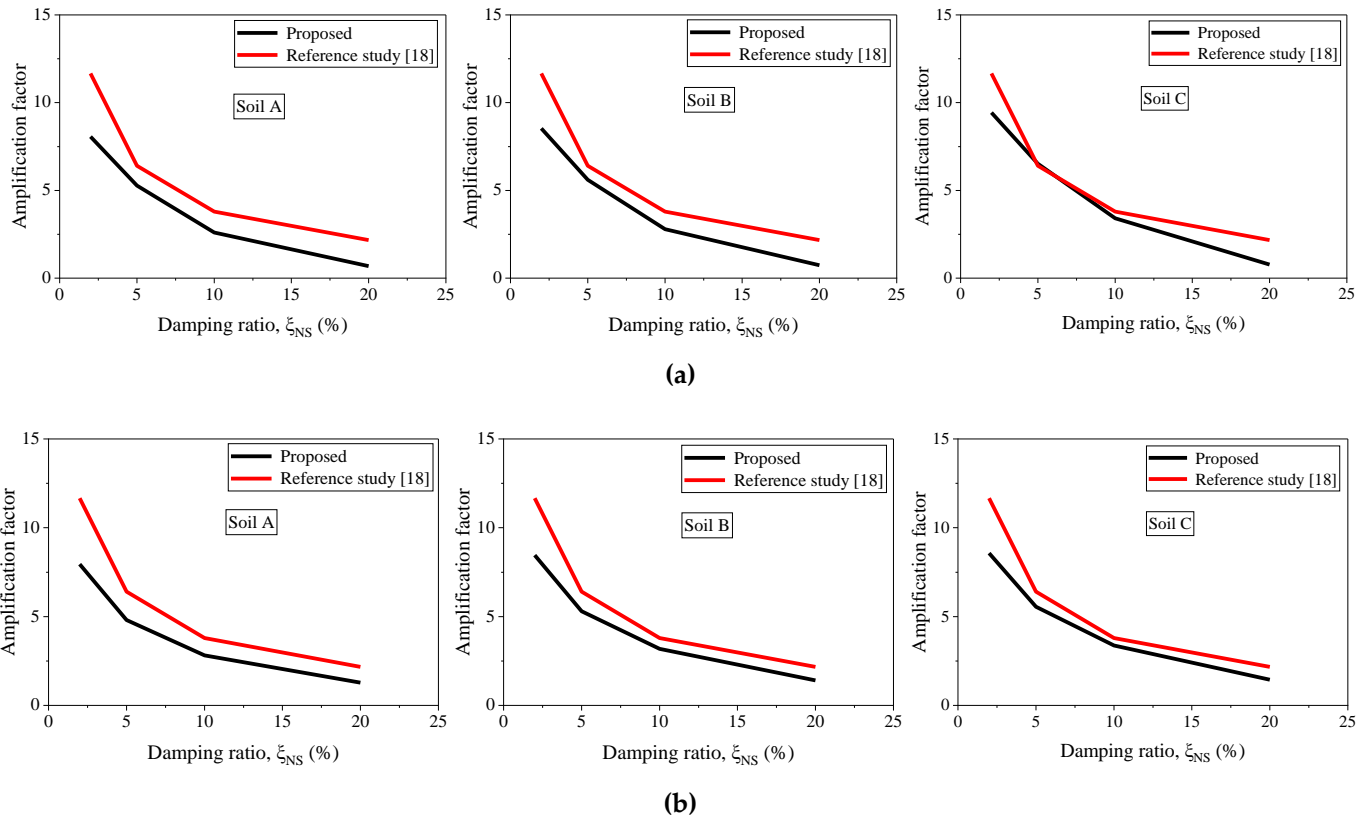 15
10
5
0
Amplification factor
Proposed
Reference study [18]
Soil A
0 5 10 15 20 25
Damping ratio, ξNS (%)
15
10
5
0
Amplification factor
Proposed
Reference study [18]
Soil B
0 5 10 15 20 25
Damping ratio, ξNS (%)
15
10
5
0
Amplification factor
Proposed
Reference study [18]
Soil C
0 5 10 15 20 25
Damping ratio, ξNS (%)
(a)
15
10
5
0
Amplification factor
Proposed
Reference study [18]
Soil A
0 5 10 15 20 25
Damping ratio, ξNS (%)
15
10
5
0
Amplification factor
Proposed
Reference study [18]
Soil B
0 5 10 15 20 25
Damping ratio, ξNS (%)
15
10
5
0
Amplification factor
Proposed
Reference study [18]
Soil C
0 5 10 15 20 25
Damping ratio, ξNS (%)
(b)